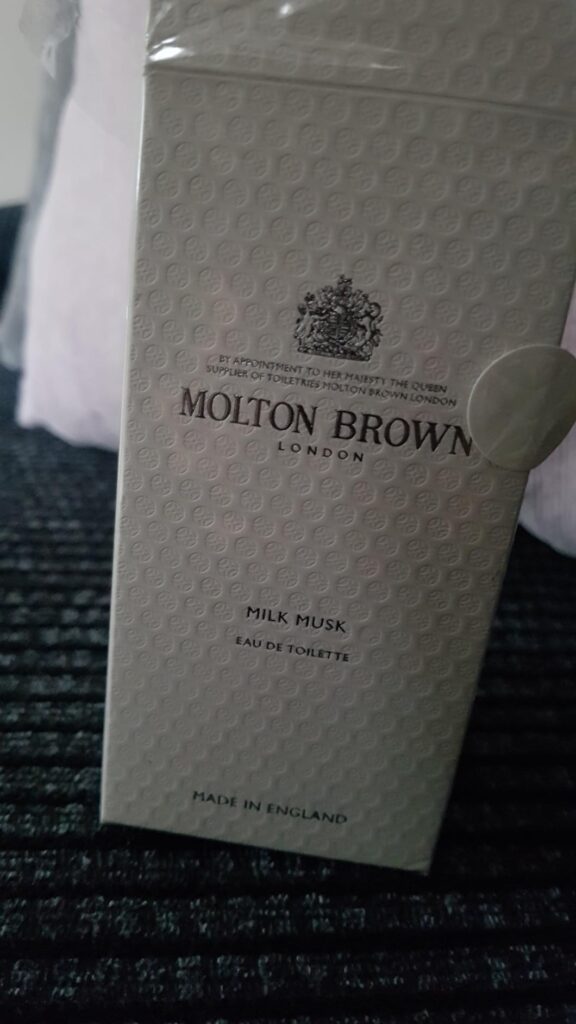 BY APPOINTMENT TO HER MAJESTY THE QUEEN
SUPPLIER OF TOILETRIES MOLTON BROWN LONDON
MOLTON BROWN
LONDON
MILK MUSK
EAU DE TOILETTE
MADE IN ENGLAND